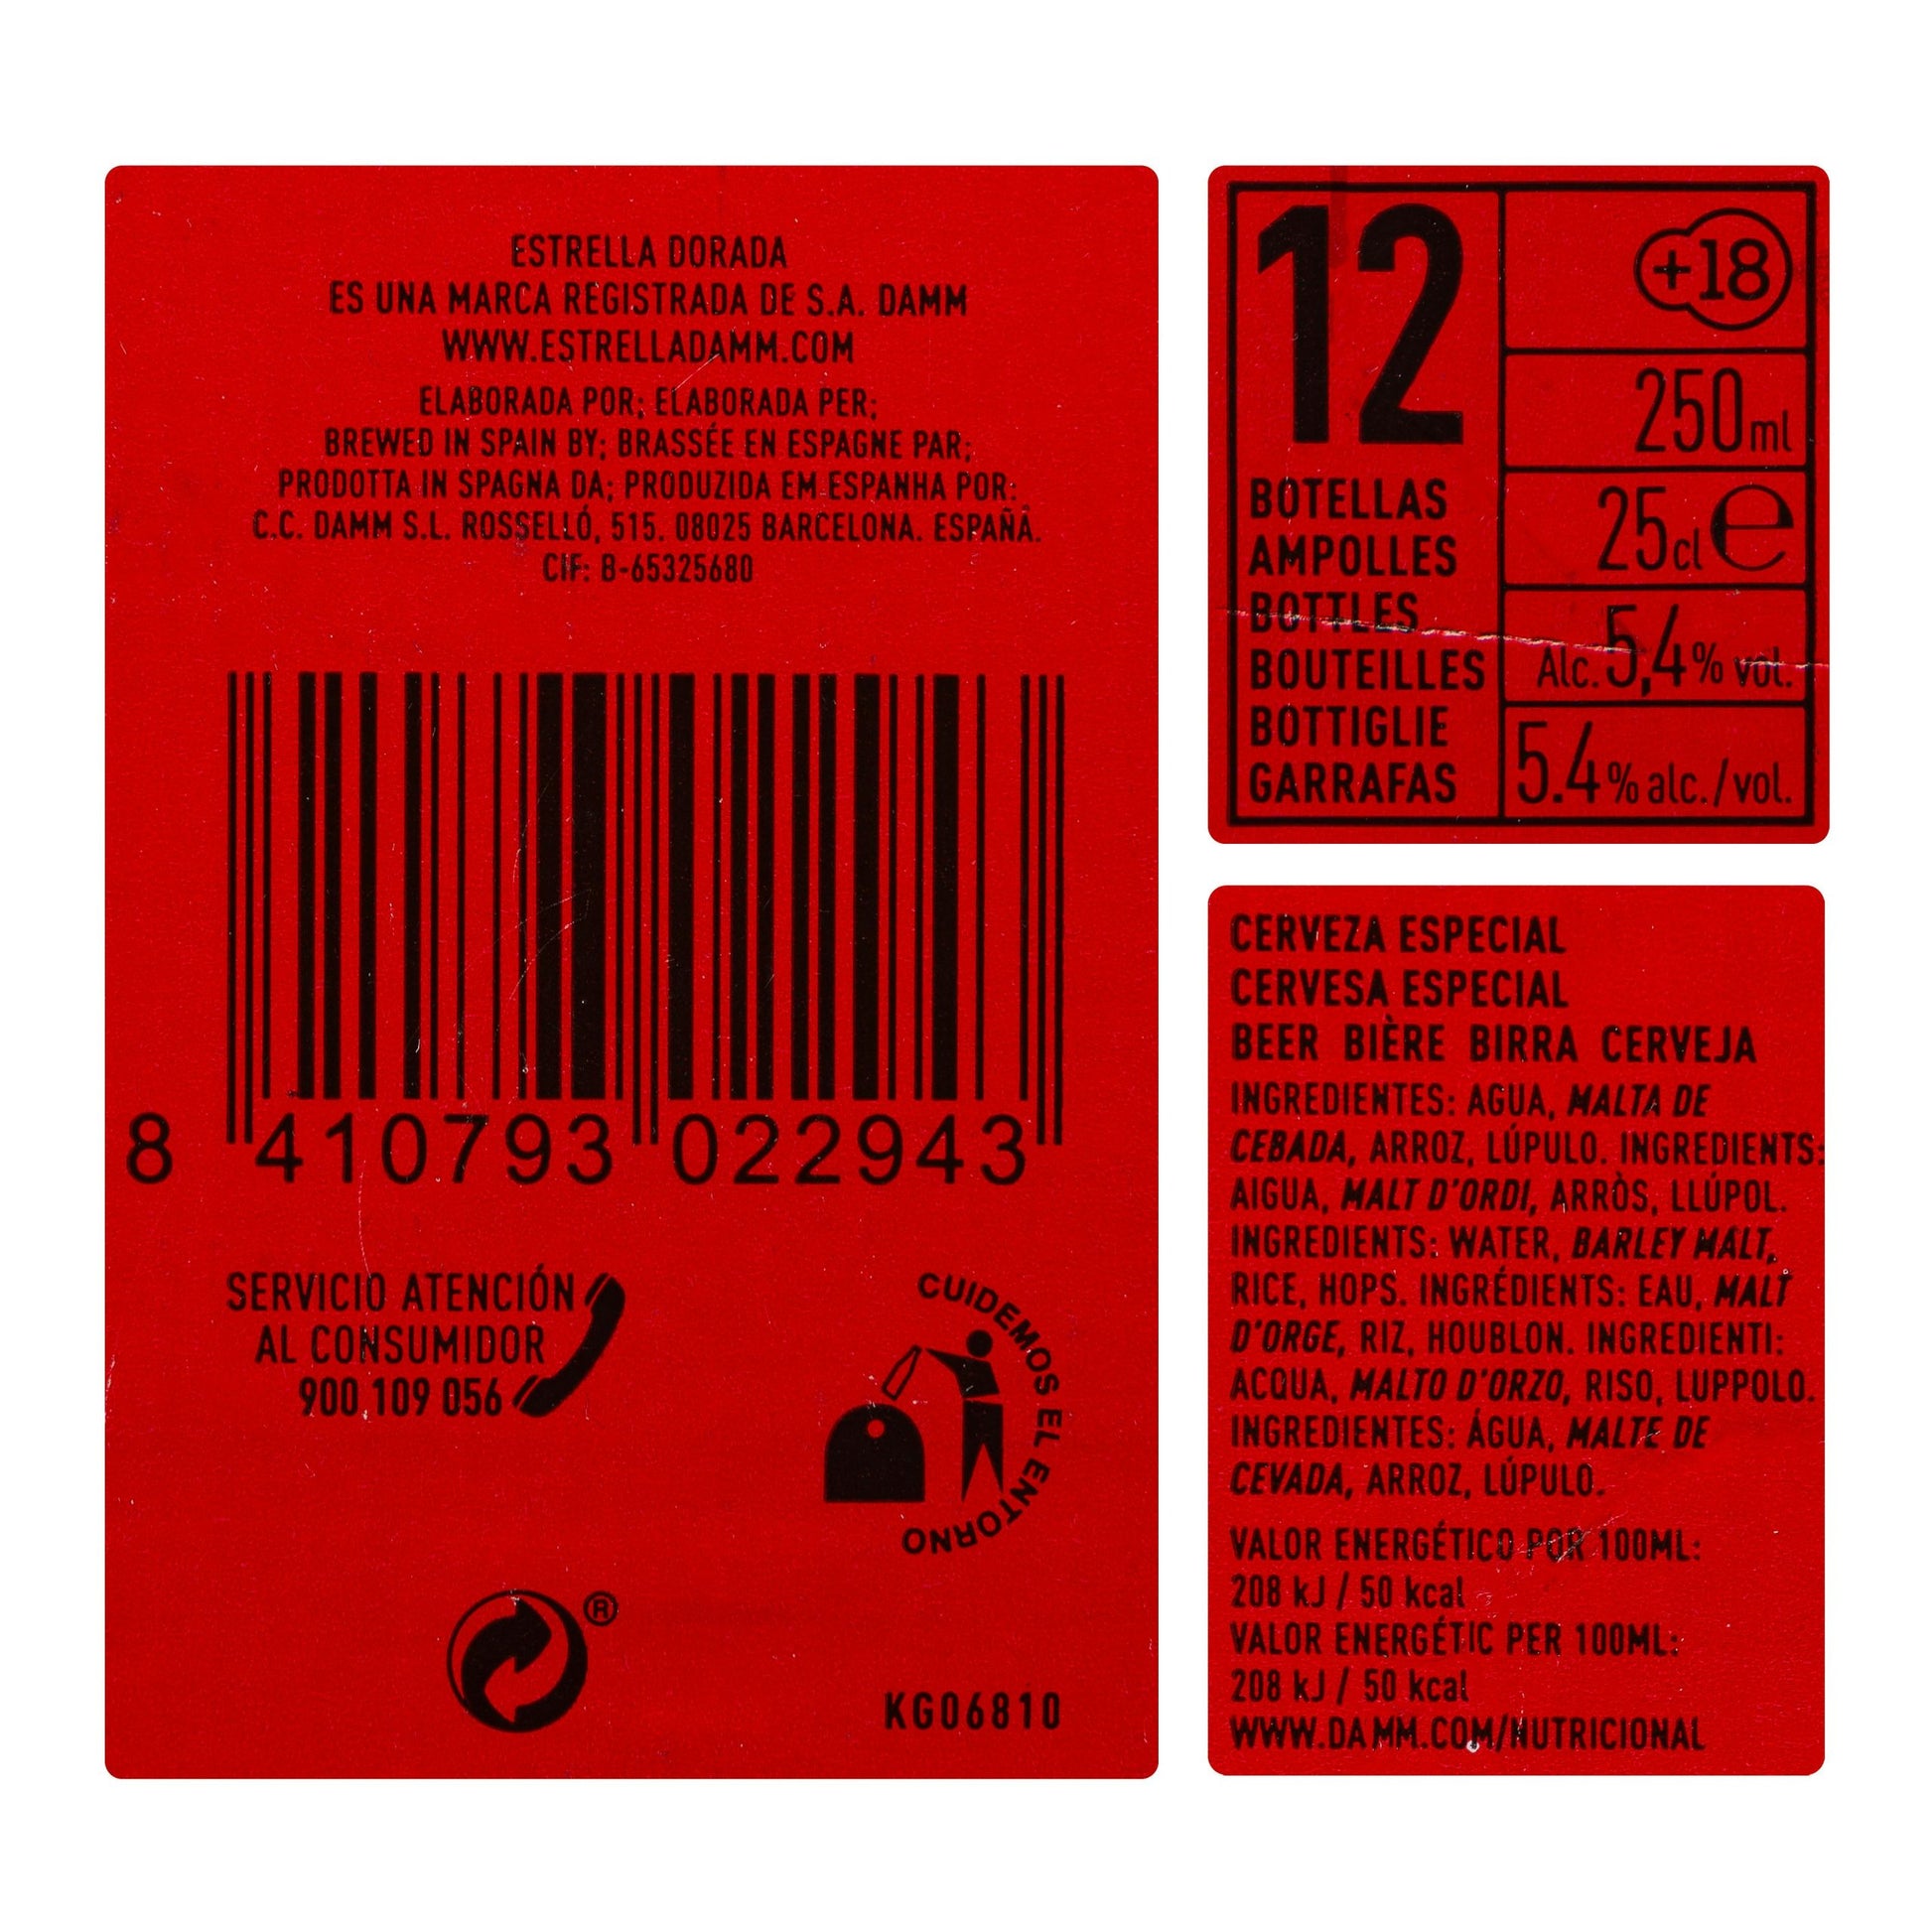 ESTRELLA DORADA
ES UNA MARCA REGISTRADA DE S.A. DAMM
WWW.ESTRELLADAMM.COM
ELABORADA POR; ELABORADA PER;
BREWED IN SPAIN BY; BRASSÉE EN ESPAGNE PAR;
PRODOTTA IN SPAGNA DA; PRODUZIDA EM ESPANHA POR:
C.C. DAMM S.L. ROSSELLÓ, 515. 08025 BARCELONA. ESPAÑA.
CIF: B-65325680
8 410793 022943
SERVICIO ATENCIÓN
AL CONSUMIDOR
900 109 056
CUIDEMOS EL ENTORNO
®
KG06810
12
BOTELLAS
AMPOLLES
BOTTLES
BOUTEILLES
BOTTIGLIE
GARRAFAS
+18
250ml
25cl e
Alc. 5,4% vol.
5.4% alc./vol.
CERVEZA ESPECIAL
CERVESA ESPECIAL
BEER BIÈRE BIRRA CERVEJA
INGREDIENTES: AGUA, MALTA DE
CEBADA, ARROZ, LÚPULO. INGREDIENTS:
AIGUA, MALT D'ORDI, ARRÒS, LLÚPOL.
INGREDIENTS: WATER, BARLEY MALT,
RICE, HOPS. INGRÉDIENTS: EAU, MALT
D'ORGE, RIZ, HOUBLON. INGREDIENTI:
ACQUA, MALTO D'ORZO, RISO, LUPPOLO.
INGREDIENTES: ÁGUA, MALTE DE
CEVADA, ARROZ, LÚPULO.
VALOR ENERGÉTICO POR 100ML:
208 kJ / 50 kcal
VALOR ENERGÉTIC PER 100ML:
208 kJ / 50 kcal
WWW.DAMM.COM/NUTRICIONAL